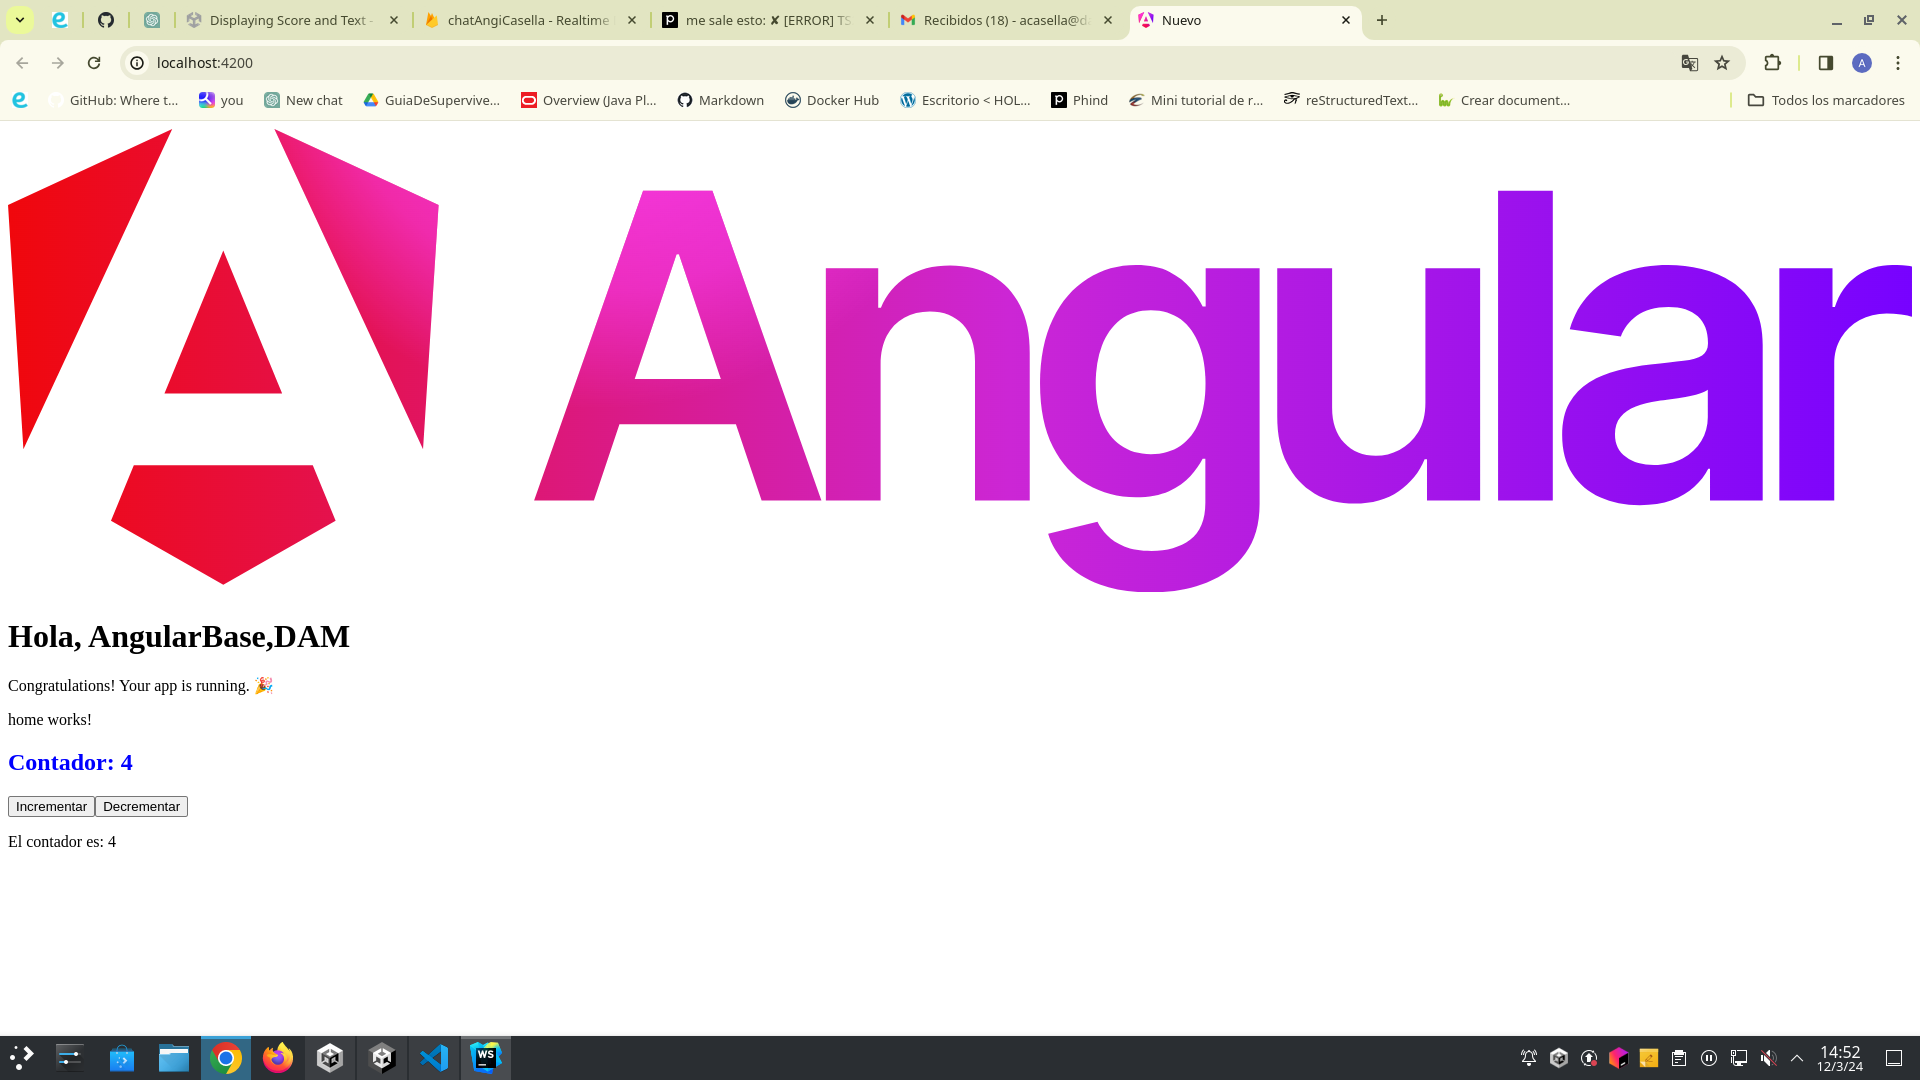 Displaying Score and Text -
chatAngiCasella - Realtime
me sale esto: ✘ [ERROR] TS
Recibidos (18) - acasella@d
Nuevo
localhost:4200
A
GitHub: Where t...
you
New chat
GuiaDeSupervive...
Overview (Java Pl...
Markdown
Docker Hub
Escritorio < HOL...
Phind
Mini tutorial de r...
reStructuredText...
Crear document...
Todos los marcadores
Angular
Hola, AngularBase,DAM
Congratulations! Your app is running. 🎉
home works!
Contador: 4
Incrementar Decrementar
El contador es: 4
WS
14:52
12/3/24